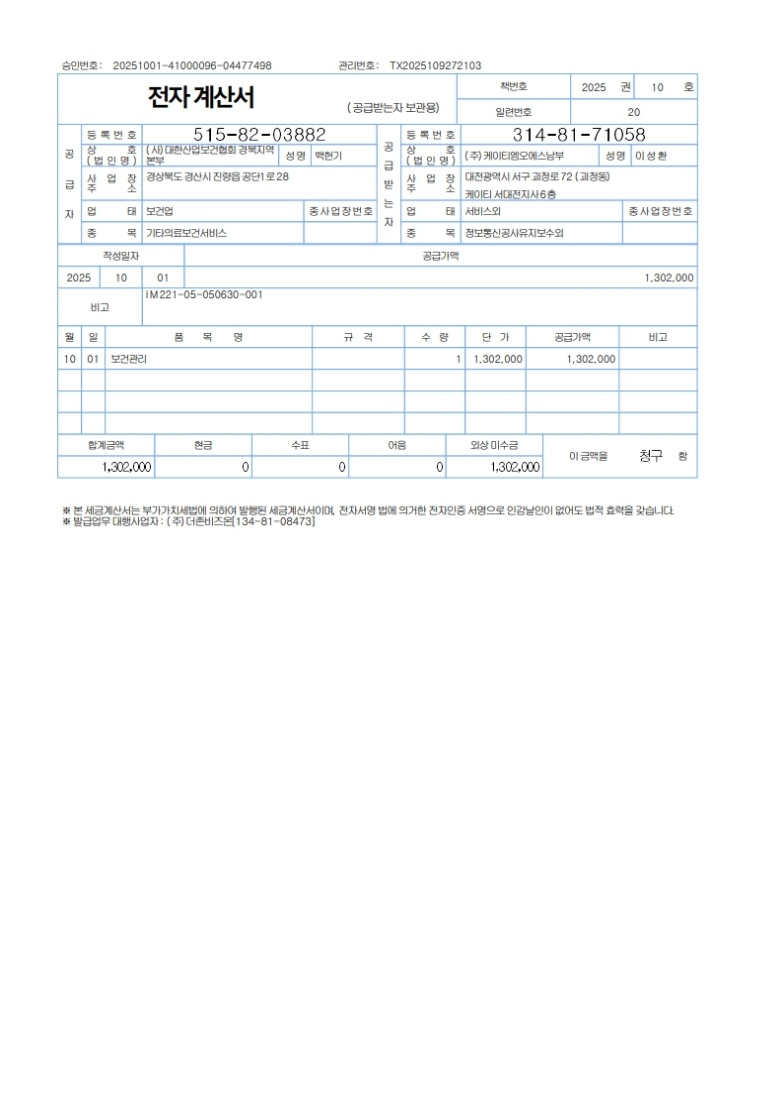 승인번호: 20251001-41000096-04477498 관리번호: TX2025109272103
전자 계산서 (공급받는자 보관용)
책번호 2025 권 10 호
일련번호 20
공급자
등록번호 515-82-03882
상호(법인명) (사)대한산업보건협회 경북지역본부 성명 백현기
사업장주소 경상북도 경산시 진량읍 공단1로 28
업태 보건업 종사업장번호
종목 기타의료보건서비스
공급받는자
등록번호 314-81-71058
상호(법인명) (주)케이티엠오에스남부 성명 이성환
사업장주소 대전광역시 서구 괴정로 72 (괴정동)
케이티 서대전지사 6층
업태 서비스외 종사업장번호
종목 정보통신공사유지보수외
작성일자 공급가액
2025 10 01 1,302,000
비고 IM221-05-050630-001
월 일 품목명 규격 수량 단가 공급가액 비고
10 01 보건관리 1 1,302,000 1,302,000
합계금액 현금 수표 어음 외상미수금 이 금액을 청구 함
1,302,000 0 0 0 1,302,000
※ 본 세금계산서는 부가가치세법에 의하여 발행된 세금계산서이며, 전자서명 법에 의거한 전자인증 서명으로 인감날인이 없어도 법적 효력을 갖습니다.
※ 발급업무 대행사업자 : (주)더존비즈온[134-81-08473]